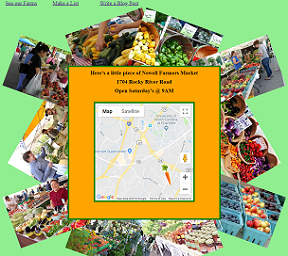 See our Farms Make a List Write a Blog Post
Here's a little piece of Newell Farmers Market
1704 Rocky River Road
Open Saturday's @ 9AM
Map Satellite
Google